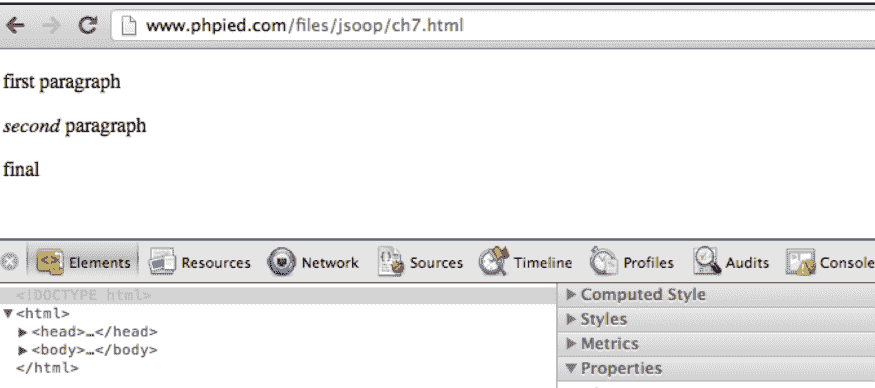 www.phpied.com/files/jsoop/ch7.html
first paragraph
second paragraph
final
Elements Resources Network Sources Timeline Profiles Audits Console
<!DOCTYPE html>
▼<html>
▶<head>…</head>
▶<body>…</body>
</html>
▶ Computed Style
▶ Styles
▶ Metrics
▼ Properties